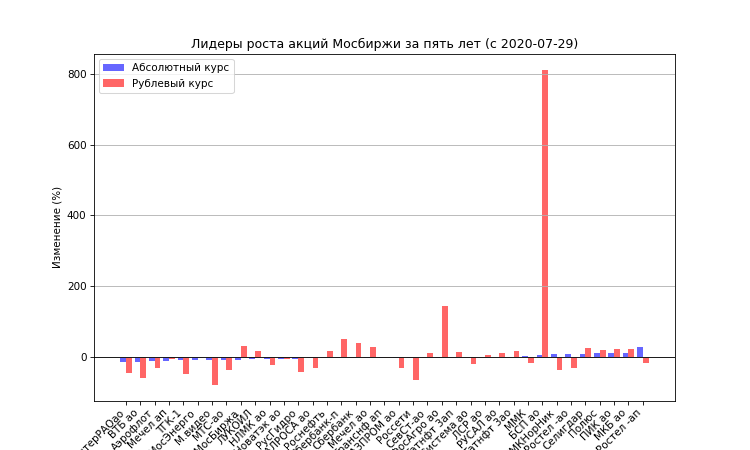 Лидеры роста акций Мосбиржи за пять лет (с 2020-07-29)
Абсолютный курс
Рублевый курс
Изменение (%)
800
600
400
200
0
ВТБ ао
Аэрофлот
Мечел ап
ТГК-1
М.видео
МТС-ао
МосБиржа
ЛУКОЙЛ
НЛМК ао
РусГидро
Роснефть
Сбербанк
Мечел ао
Россети
СевСт-ао
ЛСР ао
РУСАЛ ао
ММК
БСП ао
Ростел -ао
Селигдар
Полюс
ПИК ао
МКБ ао
Ростел -ап